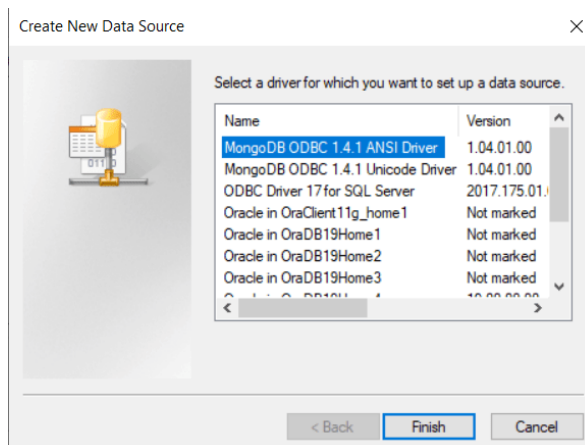 Create New Data Source
Select a driver for which you want to set up a data source.
Name Version
MongoDB ODBC 1.4.1 ANSI Driver 1.04.01.00
MongoDB ODBC 1.4.1 Unicode Driver 1.04.01.00
ODBC Driver 17 for SQL Server 2017.175.01.
Oracle in OraClient11g_home1 Not marked
Oracle in OraDB19Home1 Not marked
Oracle in OraDB19Home2 Not marked
Oracle in OraDB19Home3 Not marked
< Back Finish Cancel